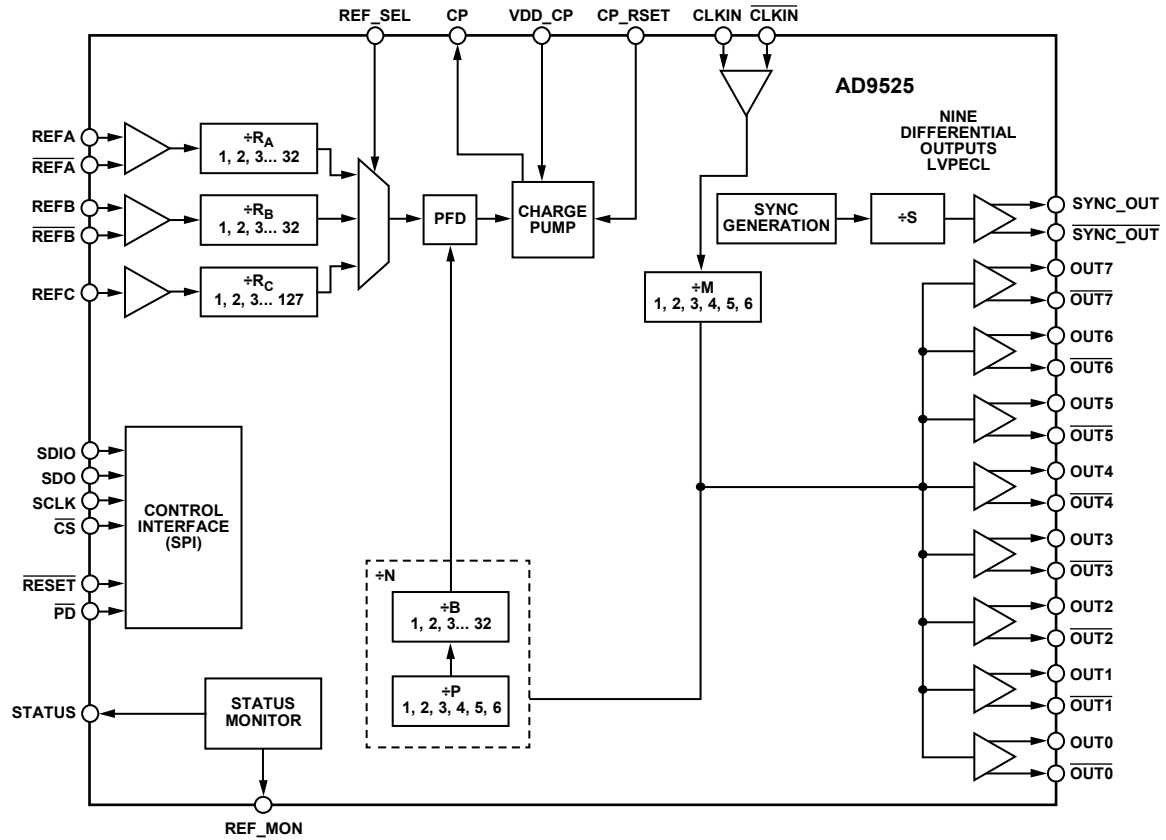 REF_SEL
CP
VDD_CP
CP_RSET
CLKIN
CLKIN
AD9525
NINE
DIFFERENTIAL
OUTPUTS
LVPECL
REFA
REFA
÷RA
1, 2, 3... 32
REFB
REFB
÷RB
1, 2, 3... 32
REFC
÷RC
1, 2, 3... 127
PFD
CHARGE
PUMP
SYNC
GENERATION
÷S
÷M
1, 2, 3, 4, 5, 6
SYNC_OUT
SYNC_OUT
OUT7
OUT7
OUT6
OUT6
OUT5
OUT5
OUT4
OUT4
OUT3
OUT3
OUT2
OUT2
OUT1
OUT1
OUT0
OUT0
SDIO
SDO
SCLK
CS
RESET
PD
CONTROL
INTERFACE
(SPI)
÷N
÷B
1, 2, 3... 32
÷P
1, 2, 3, 4, 5, 6
STATUS
STATUS
MONITOR
REF_MON